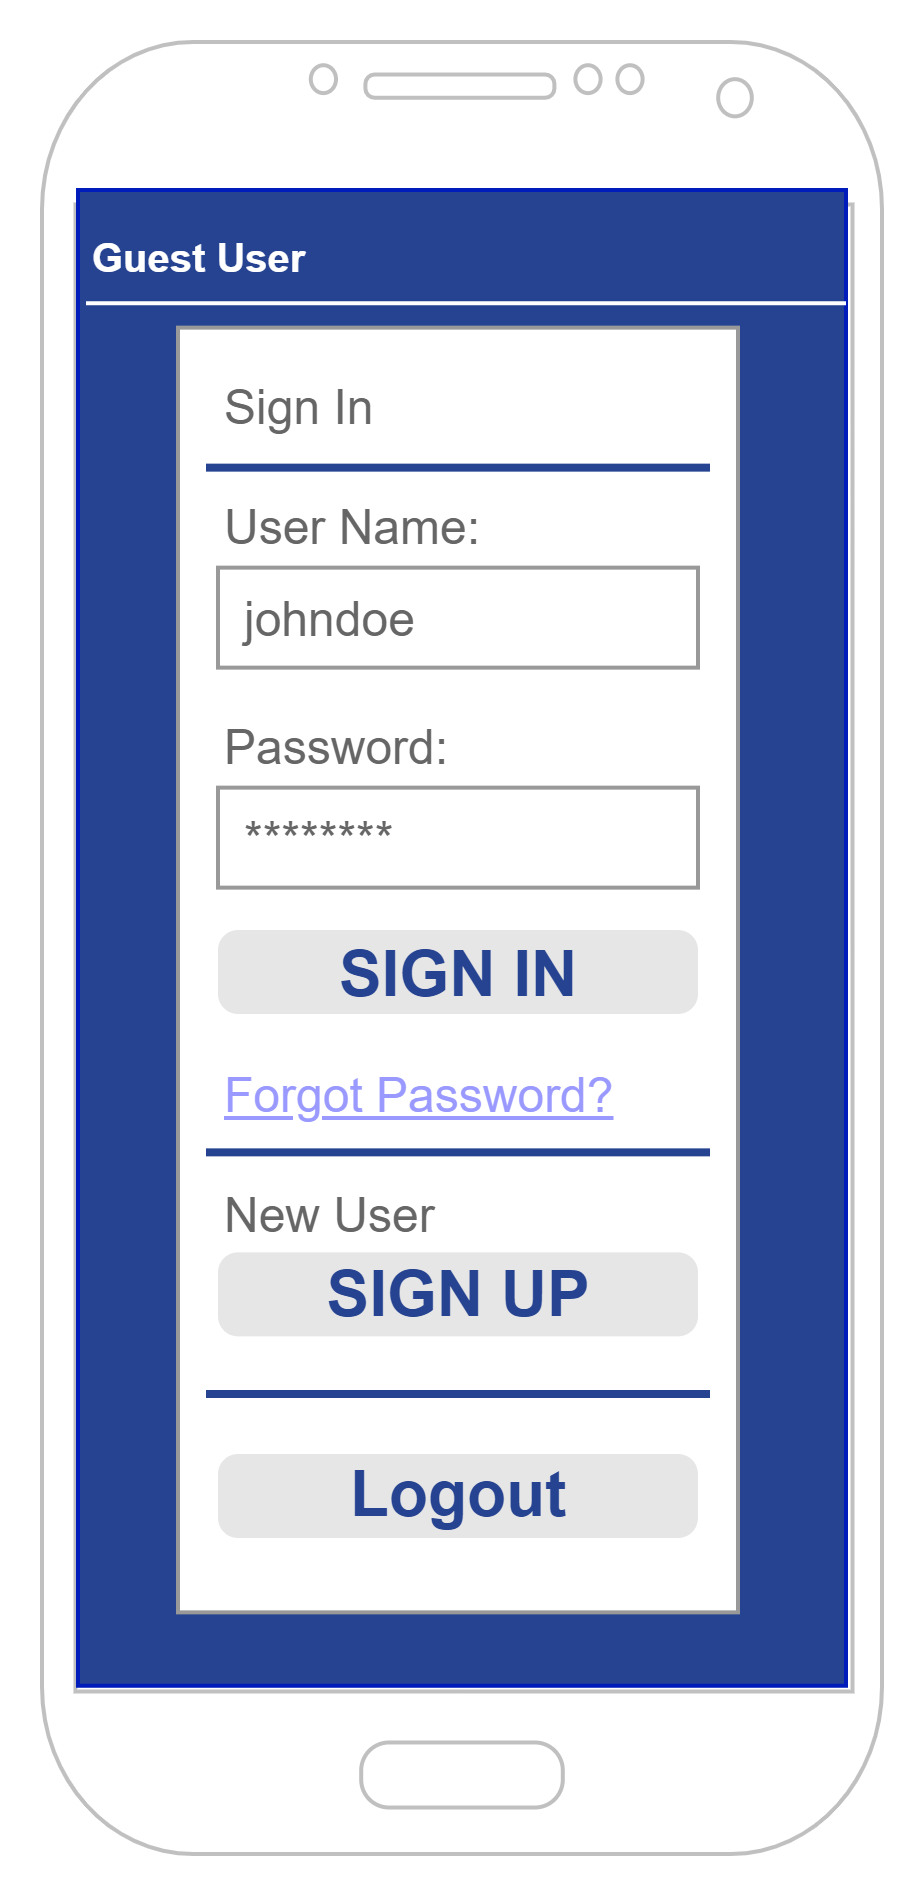 Guest User
Sign In
User Name:
johndoe
Password:
********
SIGN IN
Forgot Password?
New User
SIGN UP
Logout